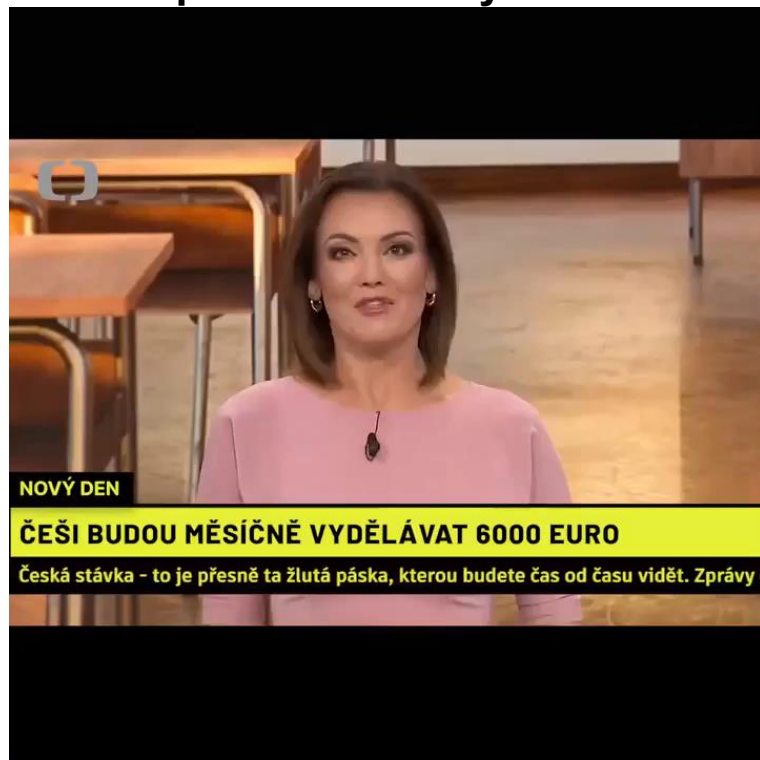 NOVÝ DEN
ČEŠI BUDOU MĚSÍČNĚ VYDĚLÁVAT 6000 EURO
Česká stávka - to je přesně ta žlutá páska, kterou budete čas od času vidět. Zprávy